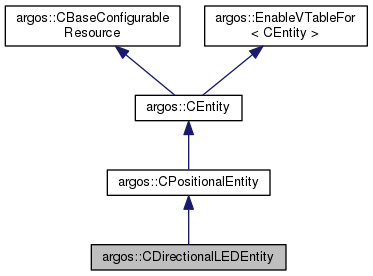 argos::CBaseConfigurable
Resource
argos::EnableVTableFor
< CEntity >
argos::CEntity
argos::CPositionalEntity
argos::CDirectionalLEDEntity